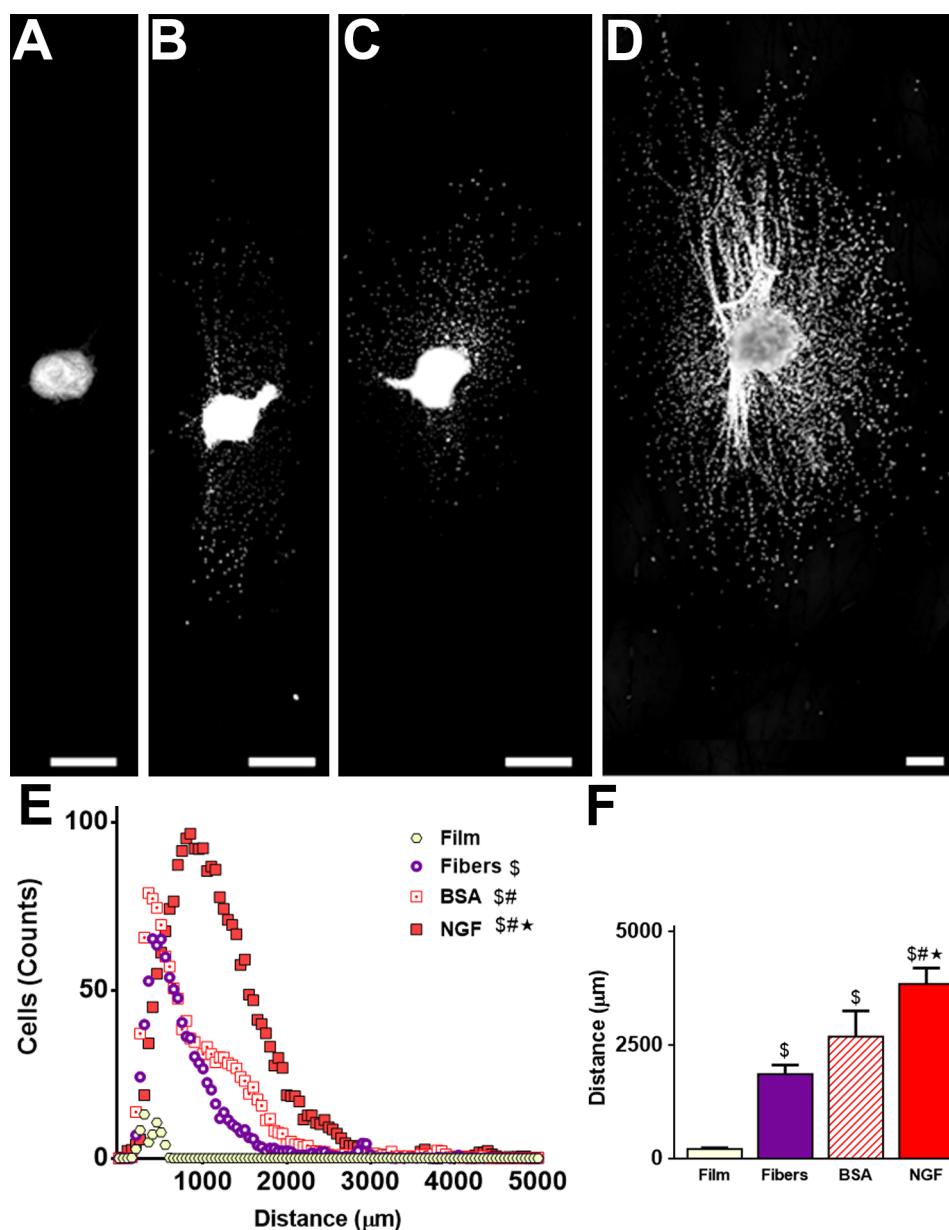 A B C D
E
100
50
0
Cells (Counts)
Film
Fibers $
BSA $#
NGF $#★
1000 2000 3000 4000 5000
Distance (µm)
F
5000
2500
0
Distance (µm)
$
$
$#★
Film Fibers BSA NGF